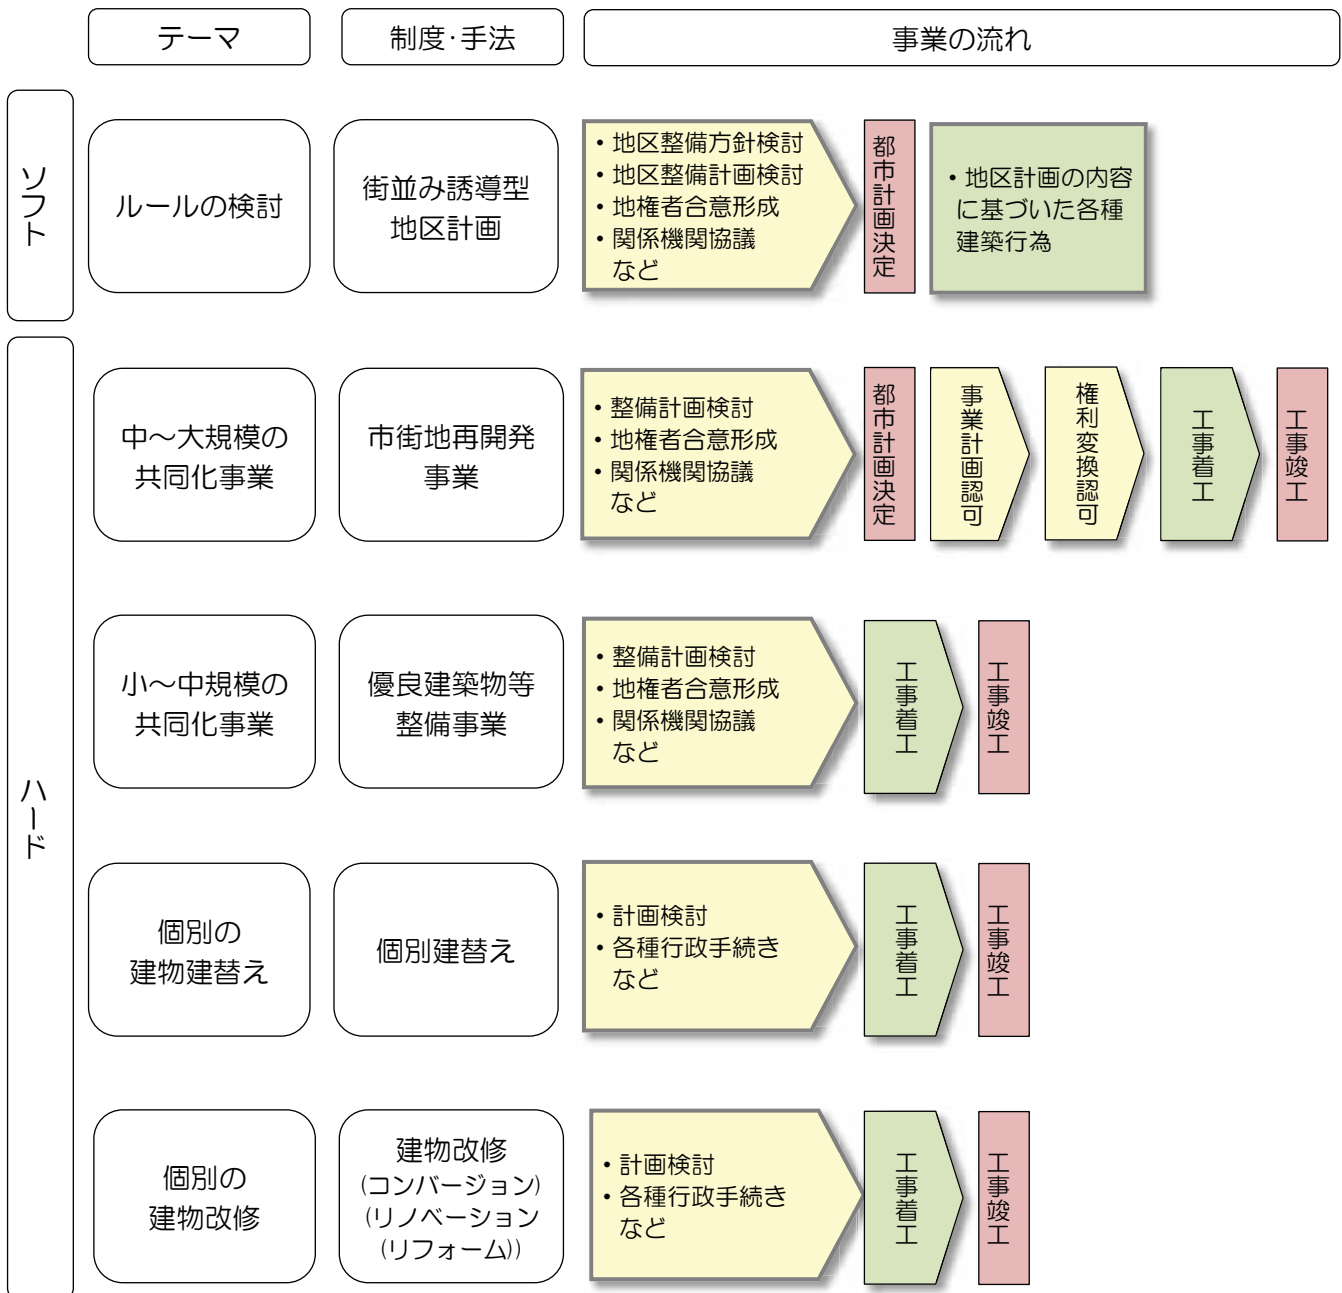 テーマ
制度・手法
事業の流れ
ソフト
ルールの検討
街並み誘導型
地区計画
・地区整備方針検討
・地区整備計画検討
・地権者合意形成
・関係機関協議
など
都市計画決定
・地区計画の内容
に基づいた各種
建築行為
ハード
中～大規模の
共同化事業
市街地再開発
事業
・整備計画検討
・地権者合意形成
・関係機関協議
など
都市計画決定
事業計画認可
権利変換認可
工事着工
工事竣工
小～中規模の
共同化事業
優良建築物等
整備事業
・整備計画検討
・地権者合意形成
・関係機関協議
など
工事着工
工事竣工
個別の
建物建替え
個別建替え
・計画検討
・各種行政手続き
など
工事着工
工事竣工
個別の
建物改修
建物改修
(コンバージョン)
(リノベーション
(リフォーム))
・計画検討
・各種行政手続き
など
工事着工
工事竣工